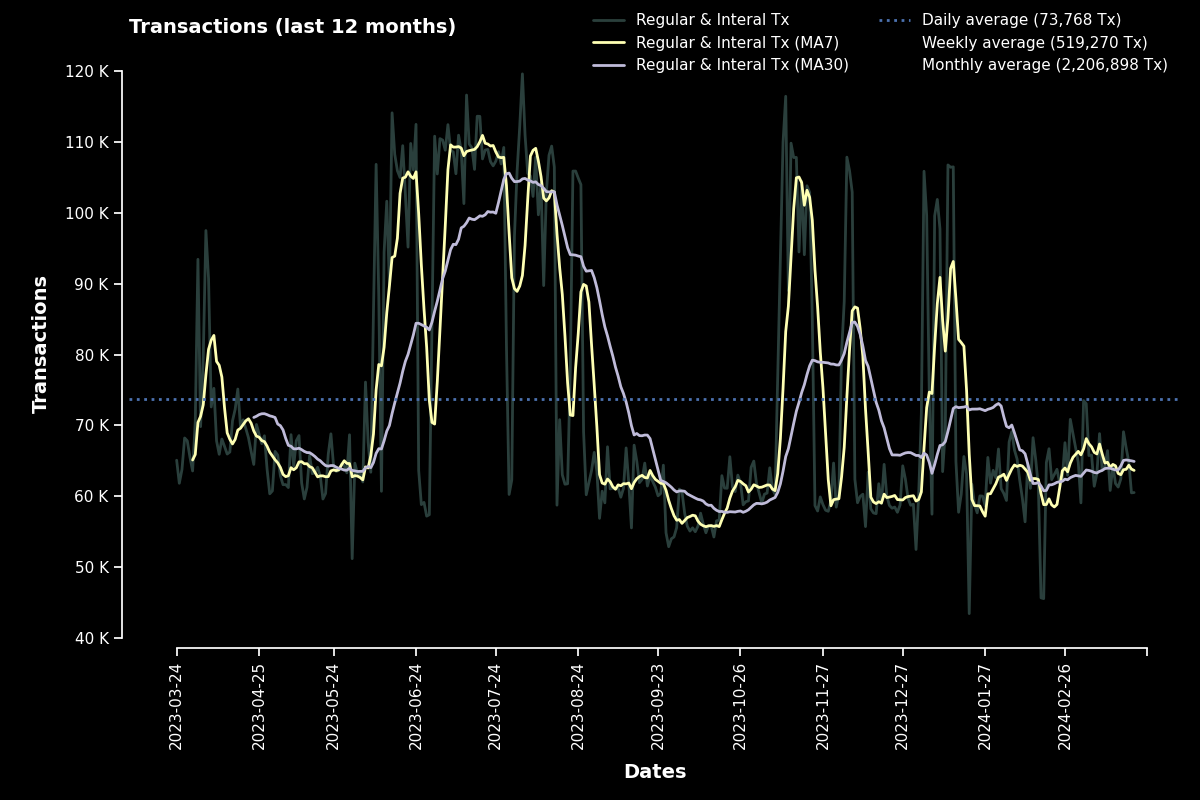 Transactions (last 12 months)
Regular & Interal Tx
Regular & Interal Tx (MA7)
Regular & Interal Tx (MA30)
Daily average (73,768 Tx)
Weekly average (519,270 Tx)
Monthly average (2,206,898 Tx)
120 K
110 K
100 K
90 K
80 K
70 K
60 K
50 K
40 K
Transactions
2023-03-24
2023-04-25
2023-05-24
2023-06-24
2023-07-24
2023-08-24
2023-09-23
2023-10-26
2023-11-27
2023-12-27
2024-01-27
2024-02-26
Dates